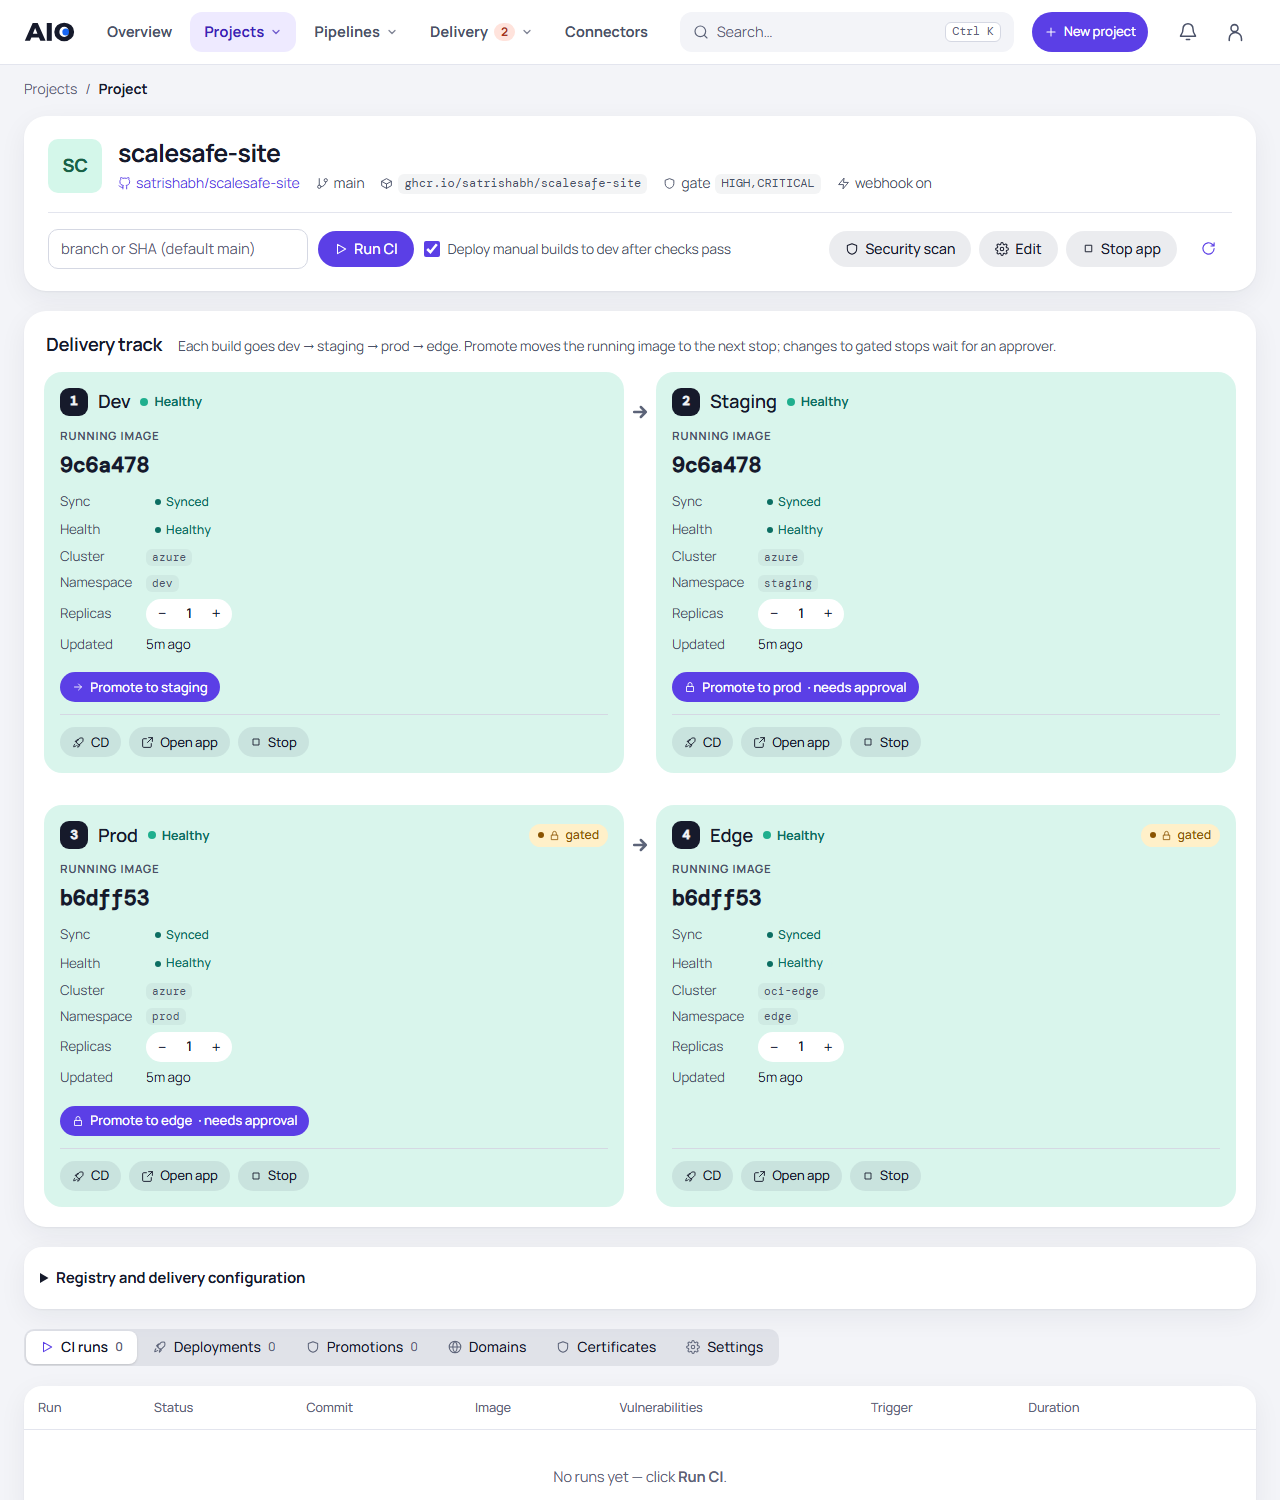 AIO Overview Projects Pipelines Delivery 2 Connectors Search... Ctrl K + New project
Projects / Project
SC
scalesafe-site
satrishabh/scalesafe-site main ghcr.io/satrishabh/scalesafe-site gate HIGH,CRITICAL webhook on
branch or SHA (default main) Run CI Deploy manual builds to dev after checks pass Security scan Edit Stop app
Delivery track Each build goes dev → staging → prod → edge. Promote moves the running image to the next stop; changes to gated stops wait for an approver.
1 Dev Healthy
RUNNING IMAGE
9c6a478
Sync Synced
Health Healthy
Cluster azure
Namespace dev
Replicas − 1 +
Updated 5m ago
→ Promote to staging
CD Open app Stop
→
2 Staging Healthy
RUNNING IMAGE
9c6a478
Sync Synced
Health Healthy
Cluster azure
Namespace staging
Replicas − 1 +
Updated 5m ago
Promote to prod · needs approval
CD Open app Stop
3 Prod Healthy gated
RUNNING IMAGE
b6dff53
Sync Synced
Health Healthy
Cluster azure
Namespace prod
Replicas − 1 +
Updated 5m ago
Promote to edge · needs approval
CD Open app Stop
→
4 Edge Healthy gated
RUNNING IMAGE
b6dff53
Sync Synced
Health Healthy
Cluster oci-edge
Namespace edge
Replicas − 1 +
Updated 5m ago
CD Open app Stop
Registry and delivery configuration
CI runs 0 Deployments 0 Promotions 0 Domains Certificates Settings
Run Status Commit Image Vulnerabilities Trigger Duration
No runs yet — click Run CI.